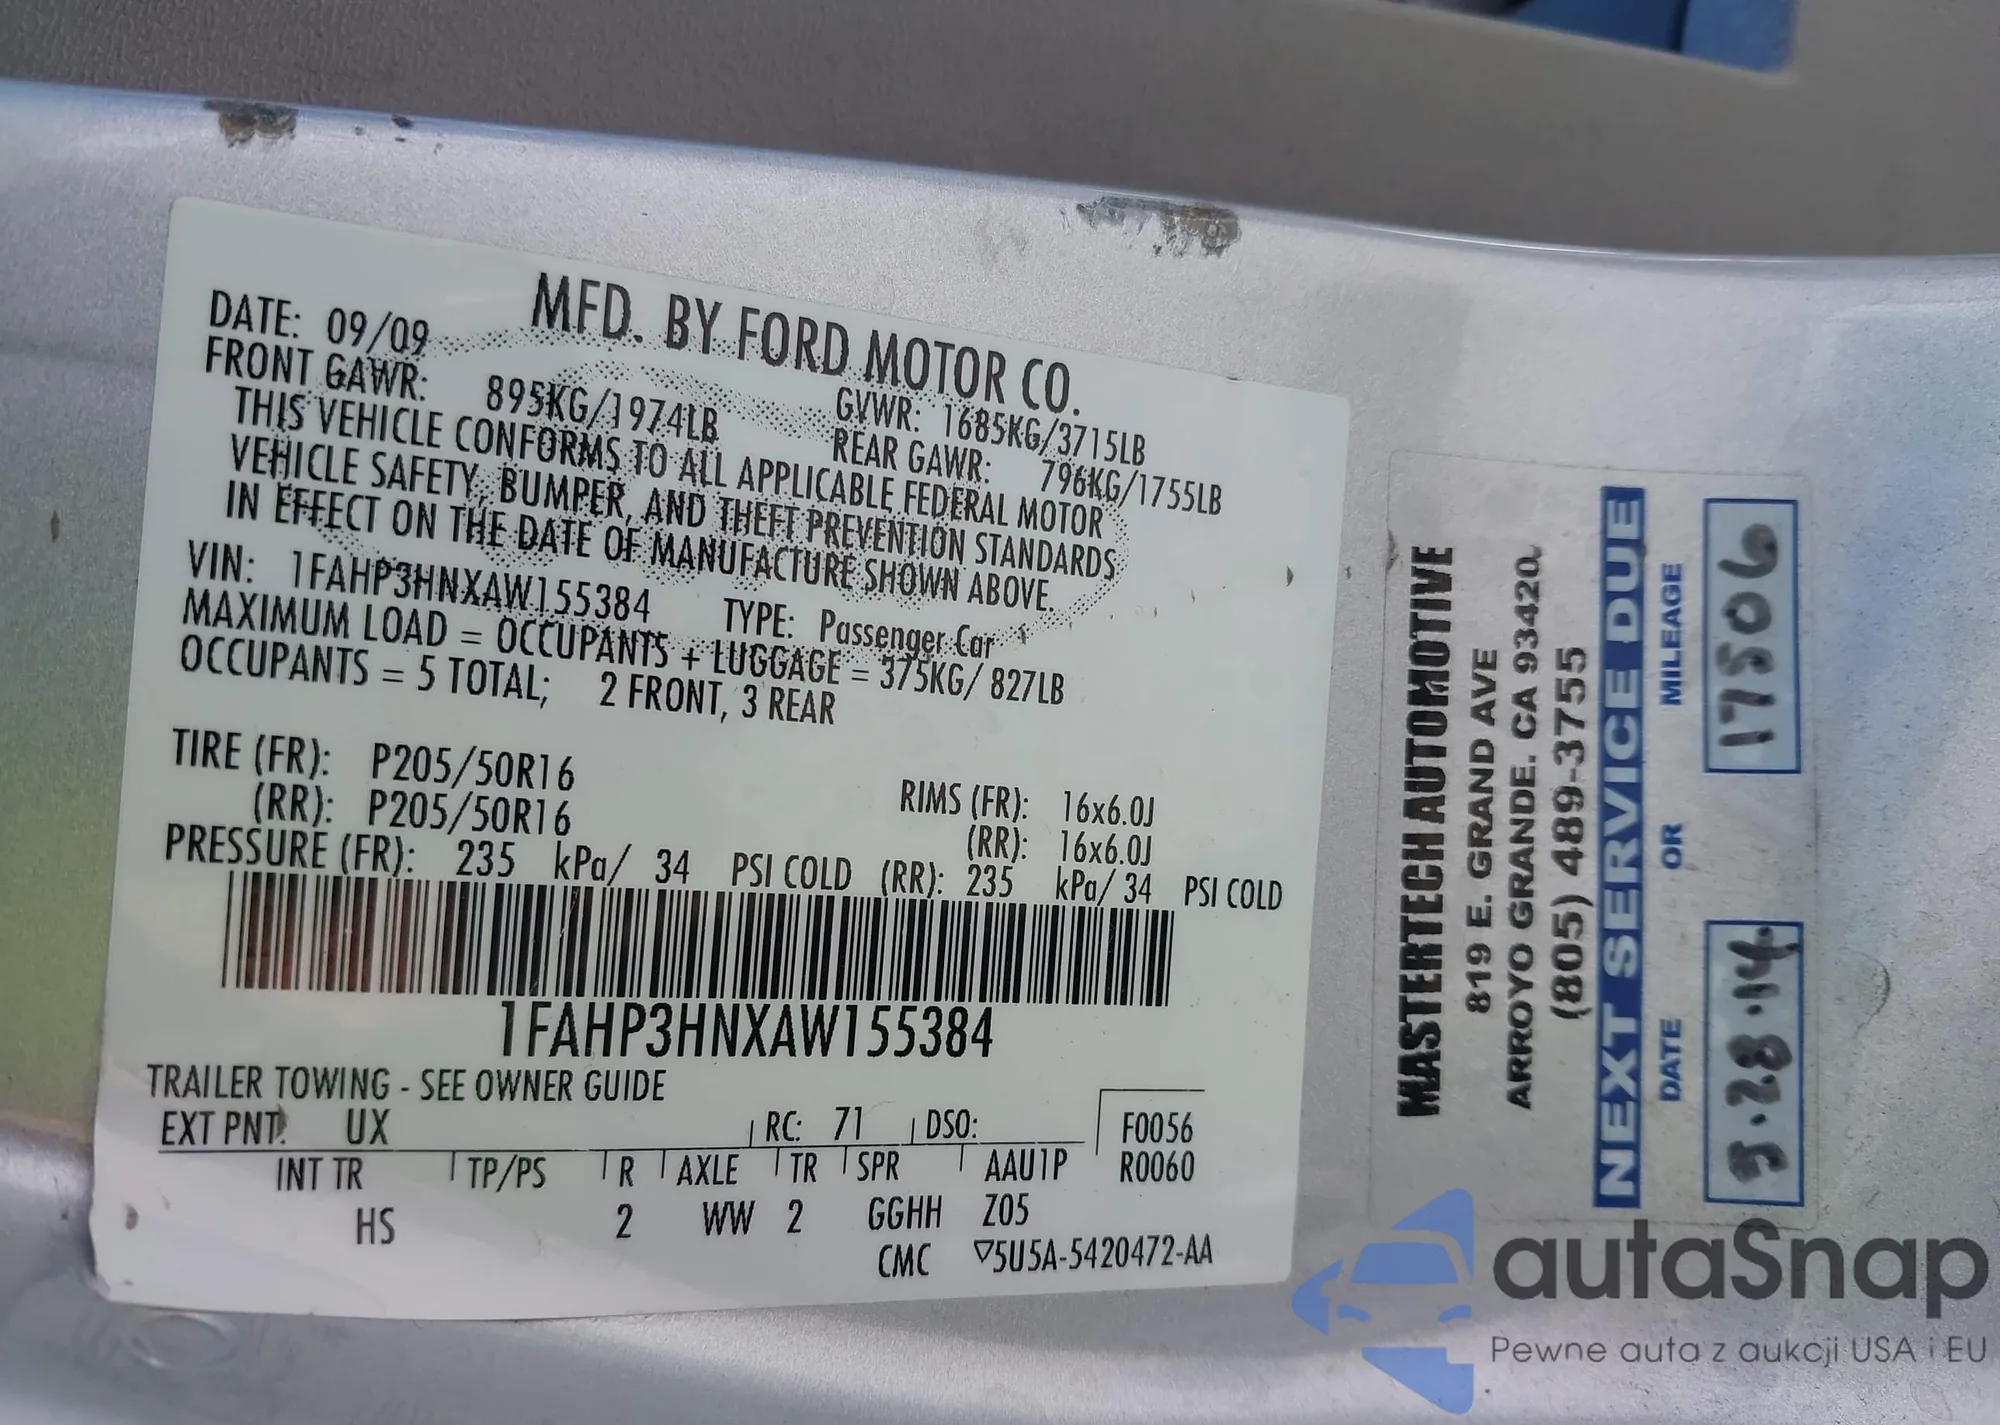 MFD. BY FORD MOTOR CO.
DATE: 09/09
GVWR: 1685KG/3715LB
FRONT GAWR: 895KG/1974LB
REAR GAWR: 796KG/1755LB
THIS VEHICLE CONFORMS TO ALL APPLICABLE FEDERAL MOTOR
VEHICLE SAFETY, BUMPER, AND THEFT PREVENTION STANDARDS
IN EFFECT ON THE DATE OF MANUFACTURE SHOWN ABOVE.
VIN: 1FAHP3HNXAW155384 TYPE: Passenger Car
MAXIMUM LOAD = OCCUPANTS + LUGGAGE = 375KG/ 827LB
OCCUPANTS = 5 TOTAL; 2 FRONT, 3 REAR
TIRE (FR): P205/50R16 RIMS (FR): 16x6.0J
(RR): P205/50R16 (RR): 16x6.0J
PRESSURE (FR): 235 kPa/ 34 PSI COLD (RR): 235 kPa/ 34 PSI COLD
1FAHP3HNXAW155384
TRAILER TOWING - SEE OWNER GUIDE
EXT PNT: UX RC: 71 DSO: F0056
INT TR TP/PS R AXLE TR SPR AAU1P R0060
HS 2 WW 2 GGHH Z05
CMC ▽5U5A-5420472-AA
MASTERTECH AUTOMOTIVE
819 E. GRAND AVE
ARROYO GRANDE. CA 93420
(805) 489-3755
NEXT SERVICE DUE
DATE OR MILEAGE
3.28.14 17506
autaSnap
Pewne auta z aukcji USA i EU